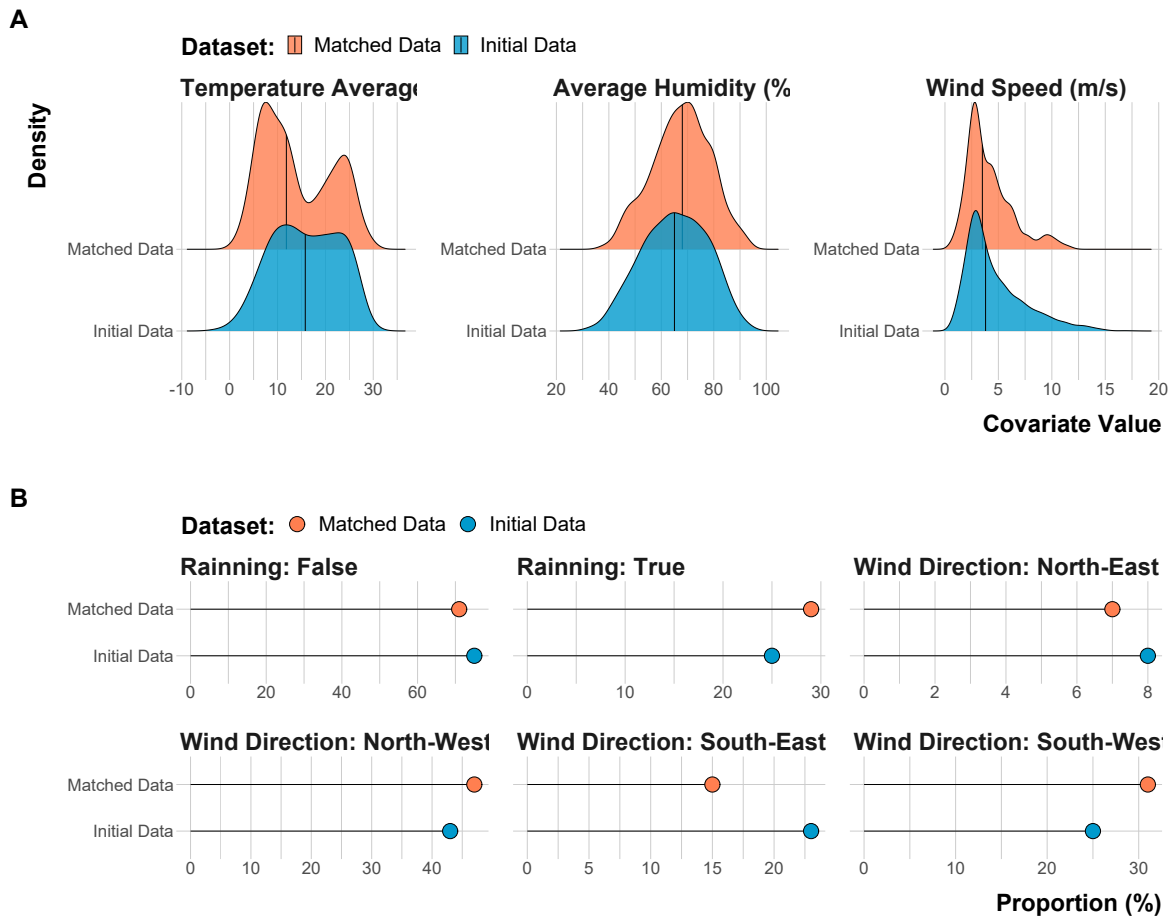 A
Dataset: Matched Data Initial Data
Temperature Average Average Humidity (% Wind Speed (m/s)
Density
Matched Data Matched Data Matched Data
Initial Data Initial Data Initial Data
-10 0 10 20 30 20 40 60 80 100 0 5 10 15 20
Covariate Value
B
Dataset: Matched Data Initial Data
Rainning: False Rainning: True Wind Direction: North-East
Matched Data
Initial Data
0 20 40 60 0 10 20 30 0 2 4 6 8
Wind Direction: North-West Wind Direction: South-East Wind Direction: South-West
Matched Data
Initial Data
0 10 20 30 40 0 5 10 15 20 0 10 20 30
Proportion (%)